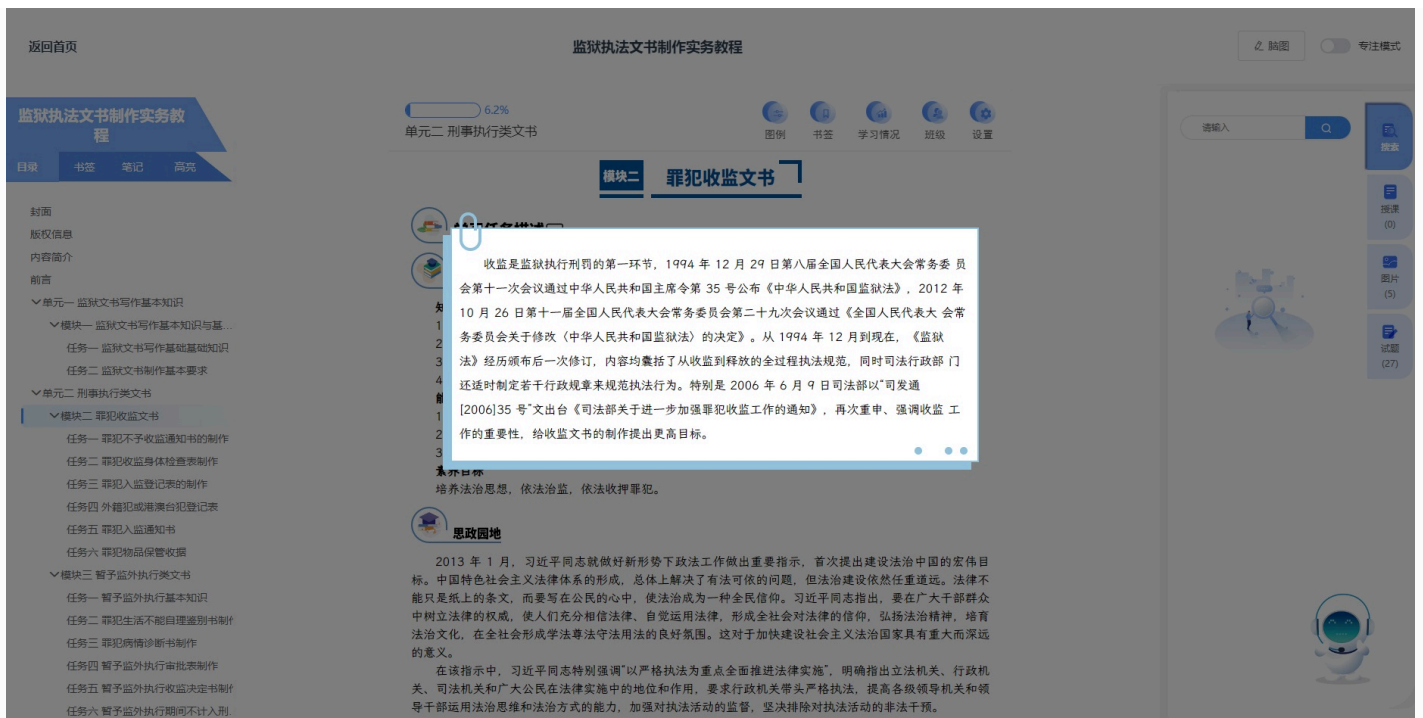 返回首页
监狱执法文书制作实务教程
脑图
专注模式
监狱执法文书制作实务教
程
目录 书签 笔记 高亮
封面
版权信息
内容简介
前言
单元一 监狱文书写作基本知识
模块一 监狱文书写作基本知识与基...
任务一 监狱文书写作基础基础知识
任务二 监狱文书制作基本要求
单元二 刑事执行类文书
模块二 罪犯收监文书
任务一 罪犯不予收监通知书的制作
任务二 罪犯收监身体检查表制作
任务三 罪犯入监登记表的制作
任务四 外籍犯或港澳台犯登记表
任务五 罪犯入监通知书
任务六 罪犯物品保管收据
模块三 暂予监外执行类文书
任务一 暂予监外执行基本知识
任务二 罪犯生活不能自理鉴别书制作
任务三 罪犯病情诊断书制作
任务四 暂予监外执行审批表制作
任务五 暂予监外执行收监决定书制作
任务六 暂予监外执行期间不计入刑...
6.2%
单元二 刑事执行类文书
图例 书签 学习情况 班级 设置
模块二 罪犯收监文书
收监是监狱执行刑罚的第一环节，1994 年 12 月 29 日第八届全国人民代表大会常务委 员
会第十一次会议通过中华人民共和国主席令第 35 号公布《中华人民共和国监狱法》，2012 年
10 月 26 日第十一届全国人民代表大会常务委员会第二十九次会议通过《全国人民代表大 会常
务委员会关于修改〈中华人民共和国监狱法〉的决定》。从 1994 年 12 月到现在，《监狱
法》经历颁布后一次修订，内容均囊括了从收监到释放的全过程执法规范，同时司法行政部 门
还适时制定若干行政规章来规范执法行为。特别是 2006 年 6 月 9 日司法部以“司发通
[2006]35 号”文出台《司法部关于进一步加强罪犯收监工作的通知》，再次重申、强调收监 工
作的重要性，给收监文书的制作提出更高目标。
知
1
2
3
4
能
1
2
3
素养目标
培养法治思想，依法治监，依法收押罪犯。
思政园地
2013 年 1 月，习近平同志就做好新形势下政法工作做出重要指示，首次提出建设法治中国的宏伟目
标。中国特色社会主义法律体系的形成，总体上解决了有法可依的问题，但法治建设依然任重道远。法律不
能只是纸上的条文，而要写在公民的心中，使法治成为一种全民信仰。习近平同志指出，要在广大干部群众
中树立法律的权威，使人们充分相信法律、自觉运用法律，形成全社会对法律的信仰，弘扬法治精神，培育
法治文化，在全社会形成学法尊法守法用法的良好氛围。这对于加快建设社会主义法治国家具有重大而深远
的意义。
在该指示中，习近平同志特别强调“以严格执法为重点全面推进法律实施”，明确指出立法机关、行政机
关、司法机关和广大公民在法律实施中的地位和作用，要求行政机关带头严格执法，提高各级领导机关和领
导干部运用法治思维和法治方式的能力，加强对执法活动的监督，坚决排除对执法活动的非法干预。
请输入
搜索
授课
(0)
图片
(5)
试题
(27)